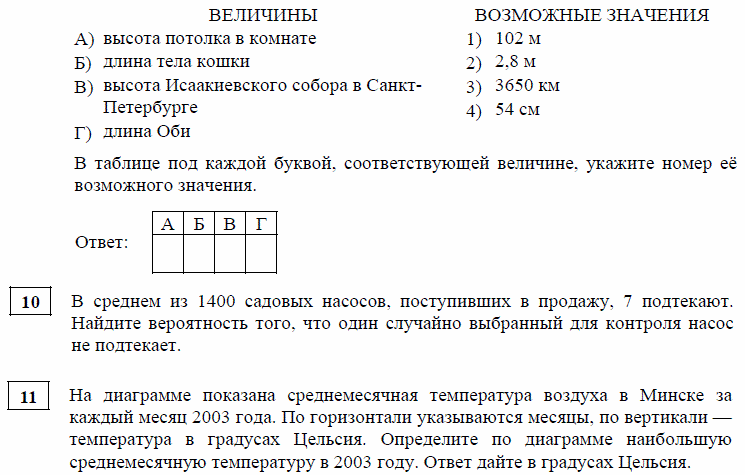 ВЕЛИЧИНЫ ВОЗМОЖНЫЕ ЗНАЧЕНИЯ
А) высота потолка в комнате 1) 102 м
Б) длина тела кошки 2) 2,8 м
В) высота Исаакиевского собора в Санкт- 3) 3650 км
Петербурге 4) 54 см
Г) длина Оби
В таблице под каждой буквой, соответствующей величине, укажите номер её
возможного значения.
А Б В Г
Ответ:
10 В среднем из 1400 садовых насосов, поступивших в продажу, 7 подтекают.
Найдите вероятность того, что один случайно выбранный для контроля насос
не подтекает.
11 На диаграмме показана среднемесячная температура воздуха в Минске за
каждый месяц 2003 года. По горизонтали указываются месяцы, по вертикали —
температура в градусах Цельсия. Определите по диаграмме наибольшую
среднемесячную температуру в 2003 году. Ответ дайте в градусах Цельсия.